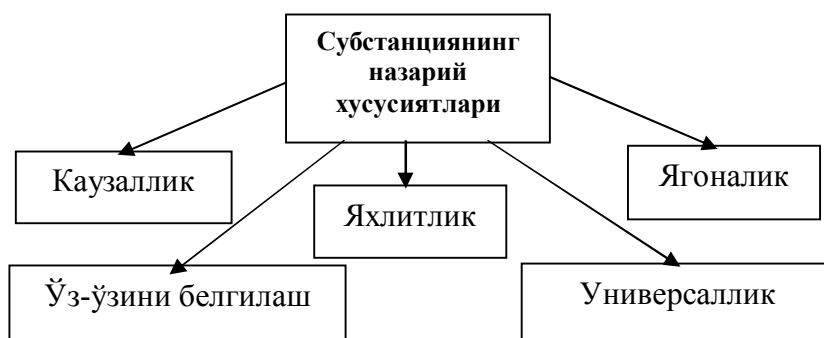 Субстанциянинг
назарий
хусусиятлари
Каузаллик
Яхлитлик
Ягоналик
Ўз-ўзини белгилаш
Универсаллик